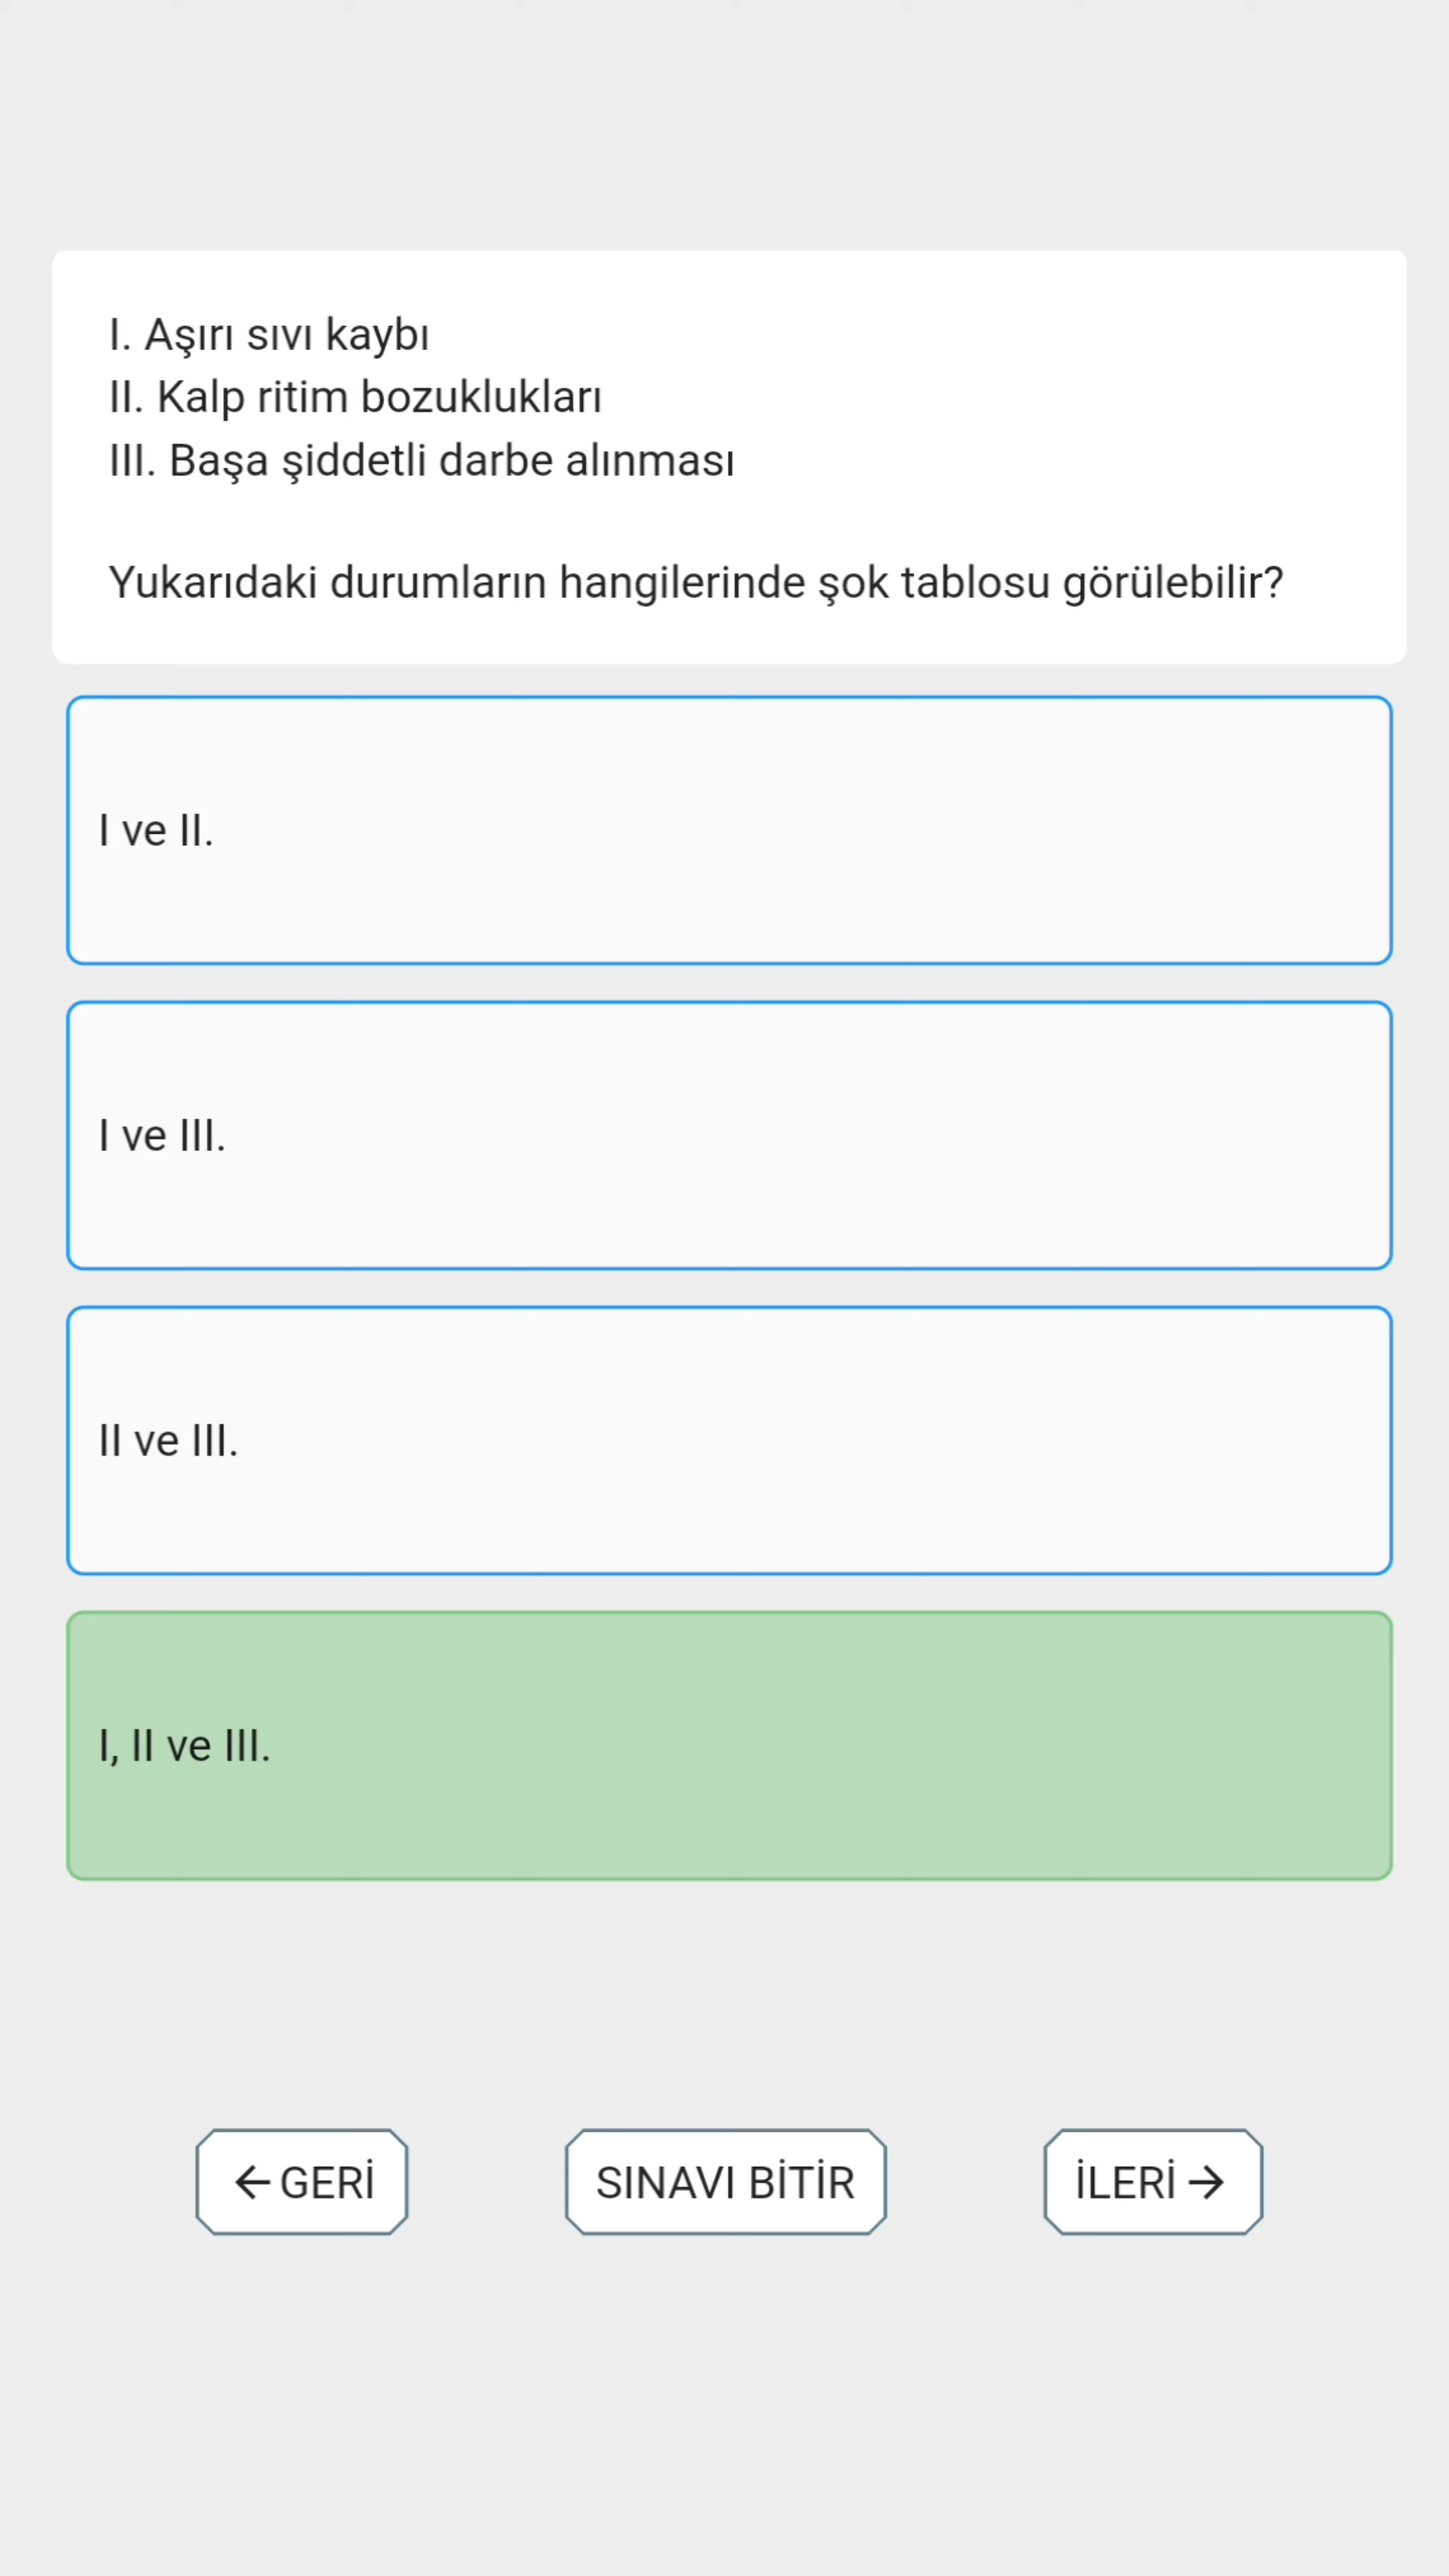 I. Aşırı sıvı kaybı
II. Kalp ritim bozuklukları
III. Başa şiddetli darbe alınması
Yukarıdaki durumların hangilerinde şok tablosu görülebilir?
I ve II.
I ve III.
II ve III.
I, II ve III.
← GERİ
SINAVI BİTİR
İLERİ →